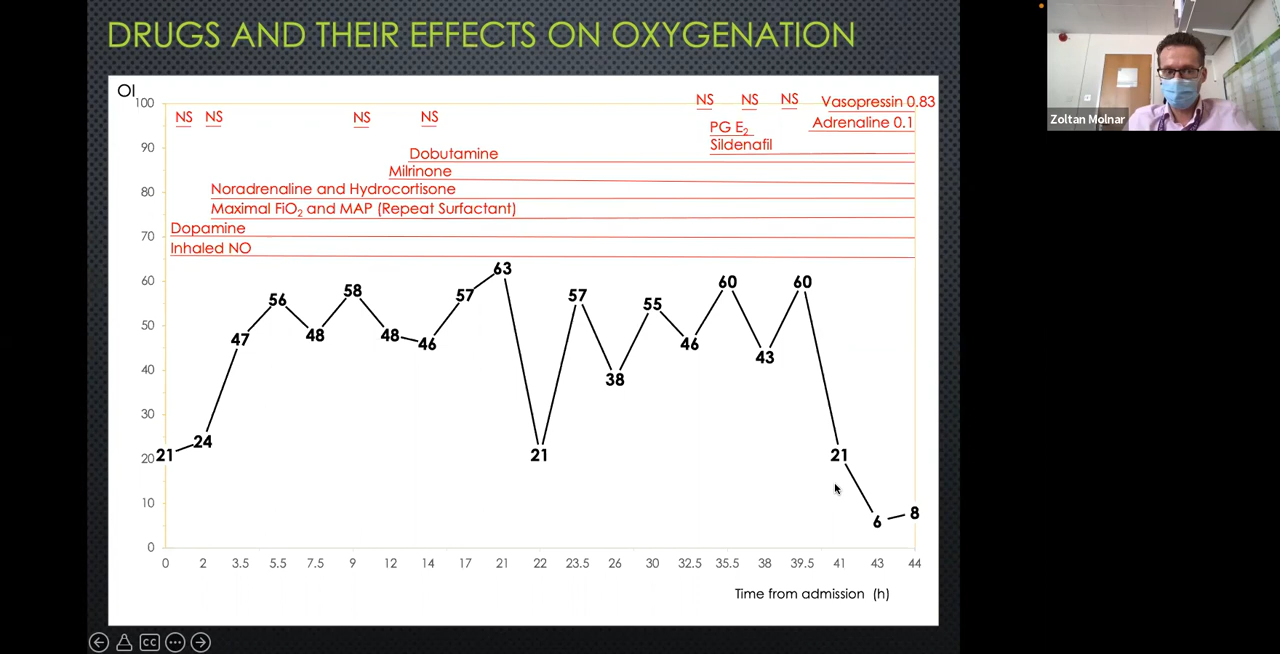 DRUGS AND THEIR EFFECTS ON OXYGENATION
Zoltan Molnar
OI
100
90
80
70
60
50
40
30
20
10
0
NS NS NS NS NS NS NS
Vasopressin 0.83
Adrenaline 0.1
PG E2
Sildenafil
Dobutamine
Milrinone
Noradrenaline and Hydrocortisone
Maximal FiO2 and MAP (Repeat Surfactant)
Dopamine
Inhaled NO
21 24 47 56 48 58 48 46 57 63 21 57 38 55 46 60 43 60 21 6 8
0 2 3.5 5.5 7.5 9 12 14 17 21 22 23.5 26 30 32.5 35.5 38 39.5 41 43 44
Time from admission (h)
CC